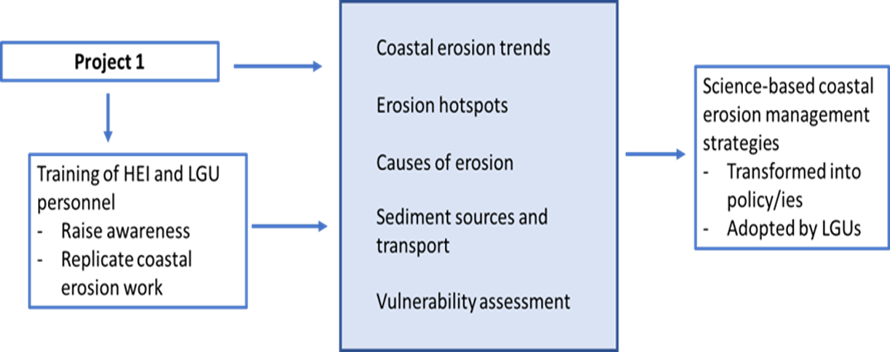 Project 1
Training of HEI and LGU
personnel
- Raise awareness
- Replicate coastal
erosion work
Coastal erosion trends
Erosion hotspots
Causes of erosion
Sediment sources and
transport
Vulnerability assessment
Science-based coastal
erosion management
strategies
- Transformed into
policy/ies
- Adopted by LGUs